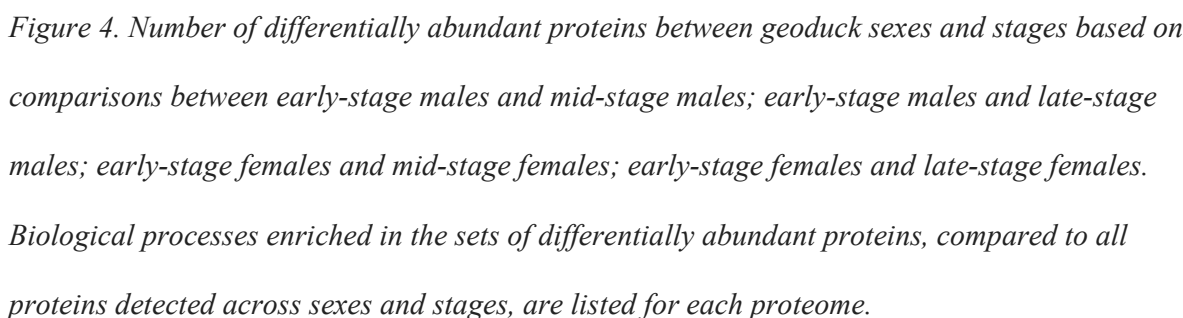 Figure 4. Number of differentially abundant proteins between geoduck sexes and stages based on
comparisons between early-stage males and mid-stage males; early-stage males and late-stage
males; early-stage females and mid-stage females; early-stage females and late-stage females.
Biological processes enriched in the sets of differentially abundant proteins, compared to all
proteins detected across sexes and stages, are listed for each proteome.